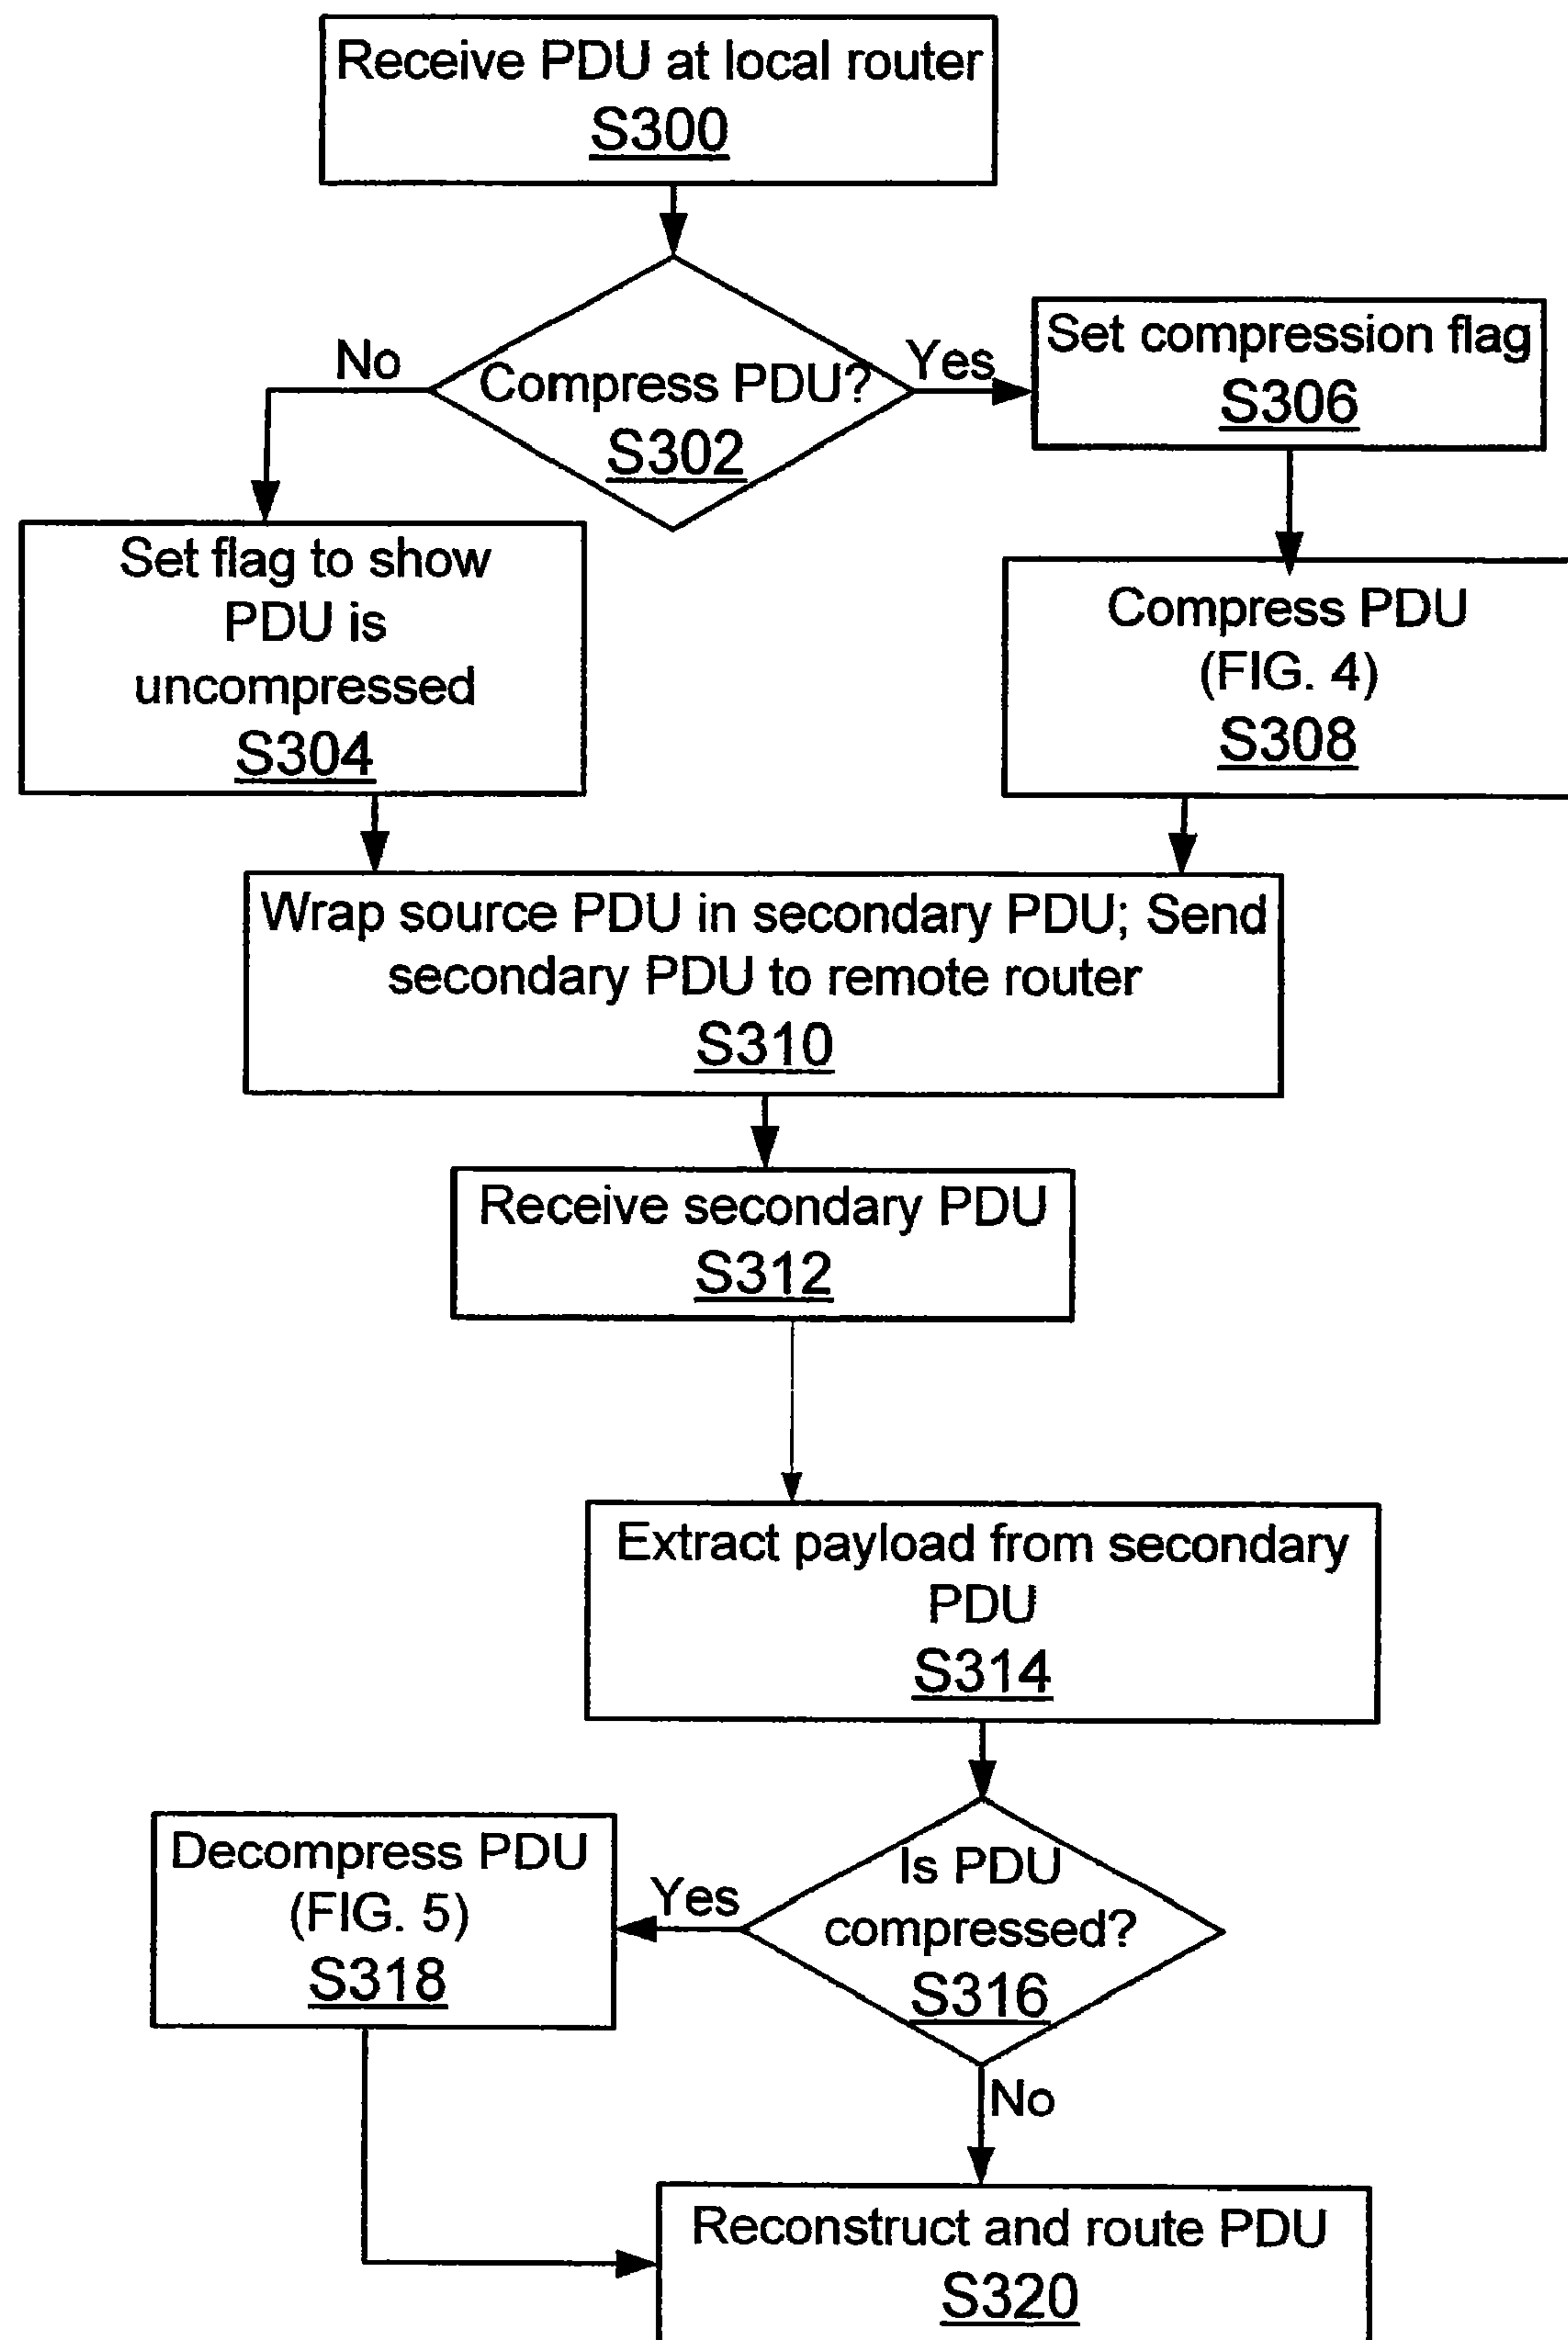 Receive PDU at local router
S300
No
Compress PDU?
S302
Yes
Set compression flag
S306
Set flag to show
PDU is
uncompressed
S304
Compress PDU
(FIG. 4)
S308
Wrap source PDU in secondary PDU; Send
secondary PDU to remote router
S310
Receive secondary PDU
S312
Extract payload from secondary
PDU
S314
Is PDU
compressed?
S316
Yes
Decompress PDU
(FIG. 5)
S318
No
Reconstruct and route PDU
S320